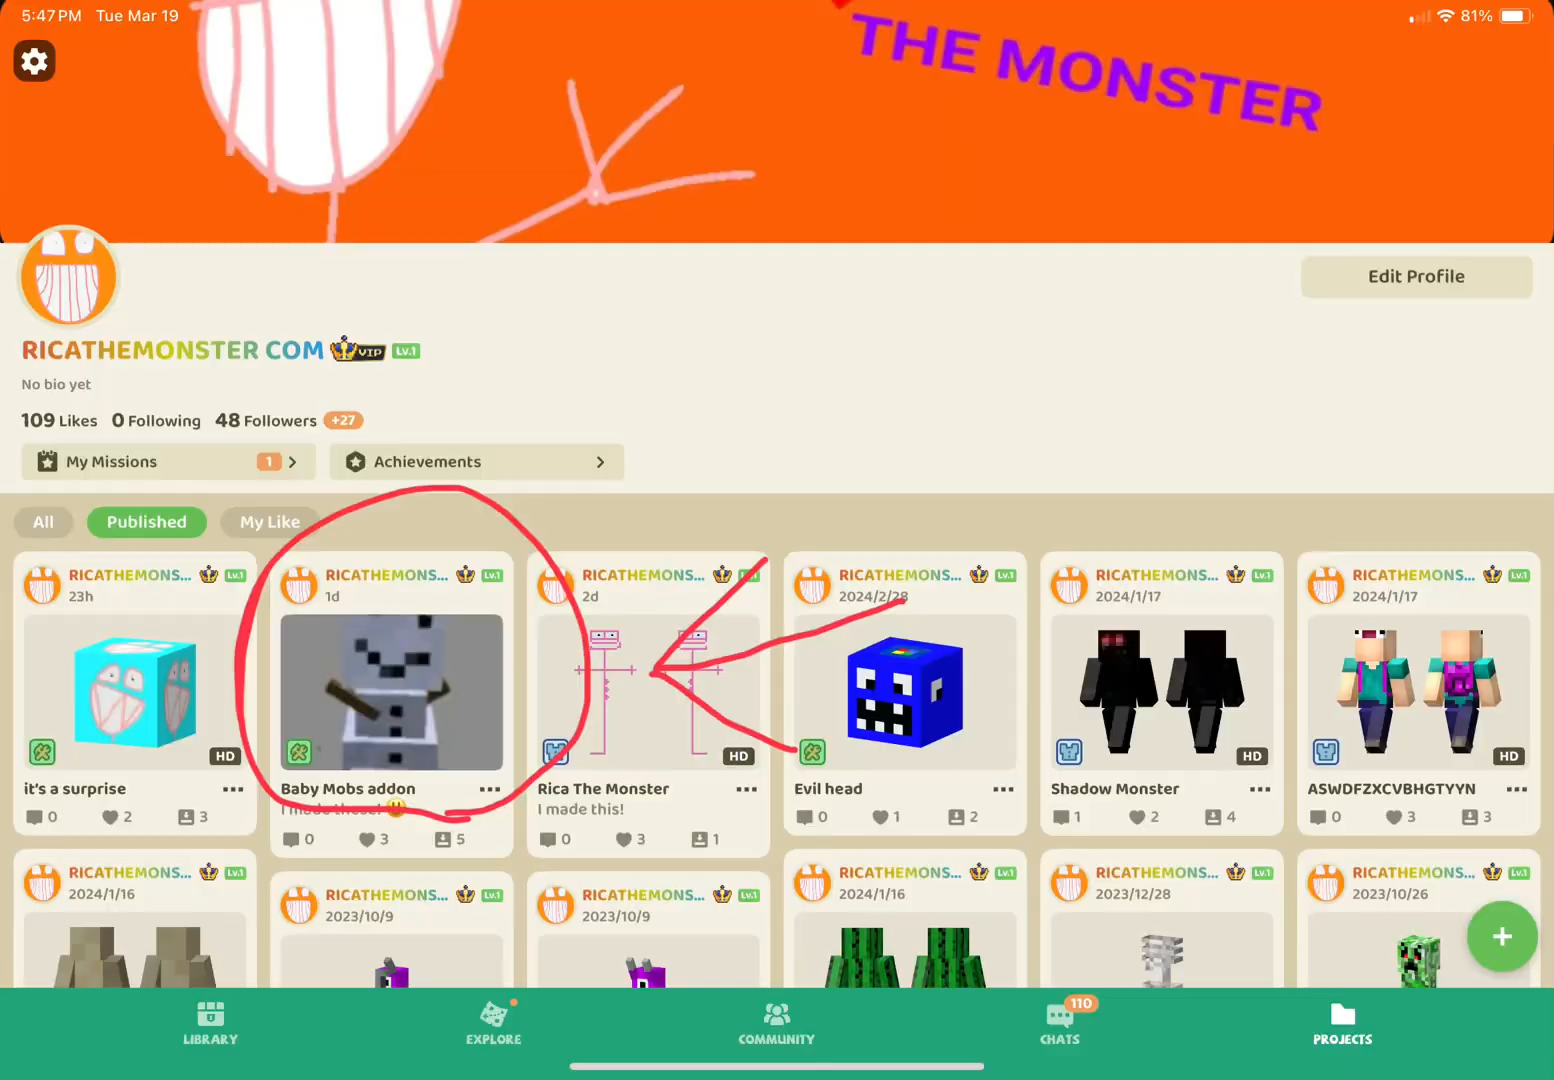 5:47 PM Tue Mar 19
81%
THE MONSTER
Edit Profile
RICATHEMONSTER COM VIP Lv.1
No bio yet
109 Likes 0 Following 48 Followers +27
My Missions 1
Achievements
All Published My Like
RICATHEMONS... Lv.1
23h
HD
it's a surprise
0 2 3
RICATHEMONS... Lv.1
1d
Baby Mobs addon
I made these!
0 3 5
RICATHEMONS... Lv.1
2d
HD
Rica The Monster
I made this!
0 3 1
RICATHEMONS... Lv.1
2024/2/28
Evil head
0 1 2
RICATHEMONS... Lv.1
2024/1/17
HD
Shadow Monster
1 2 4
RICATHEMONS... Lv.1
2024/1/17
HD
ASWDFZXCVBHGTYYN
0 3 3
RICATHEMONS... Lv.1
2024/1/16
RICATHEMONS... Lv.1
2023/10/9
RICATHEMONS... Lv.1
2023/10/9
RICATHEMONS... Lv.1
2024/1/16
RICATHEMONS... Lv.1
2023/12/28
RICATHEMONS... Lv.1
2023/10/26
LIBRARY
EXPLORE
COMMUNITY
110
CHATS
PROJECTS